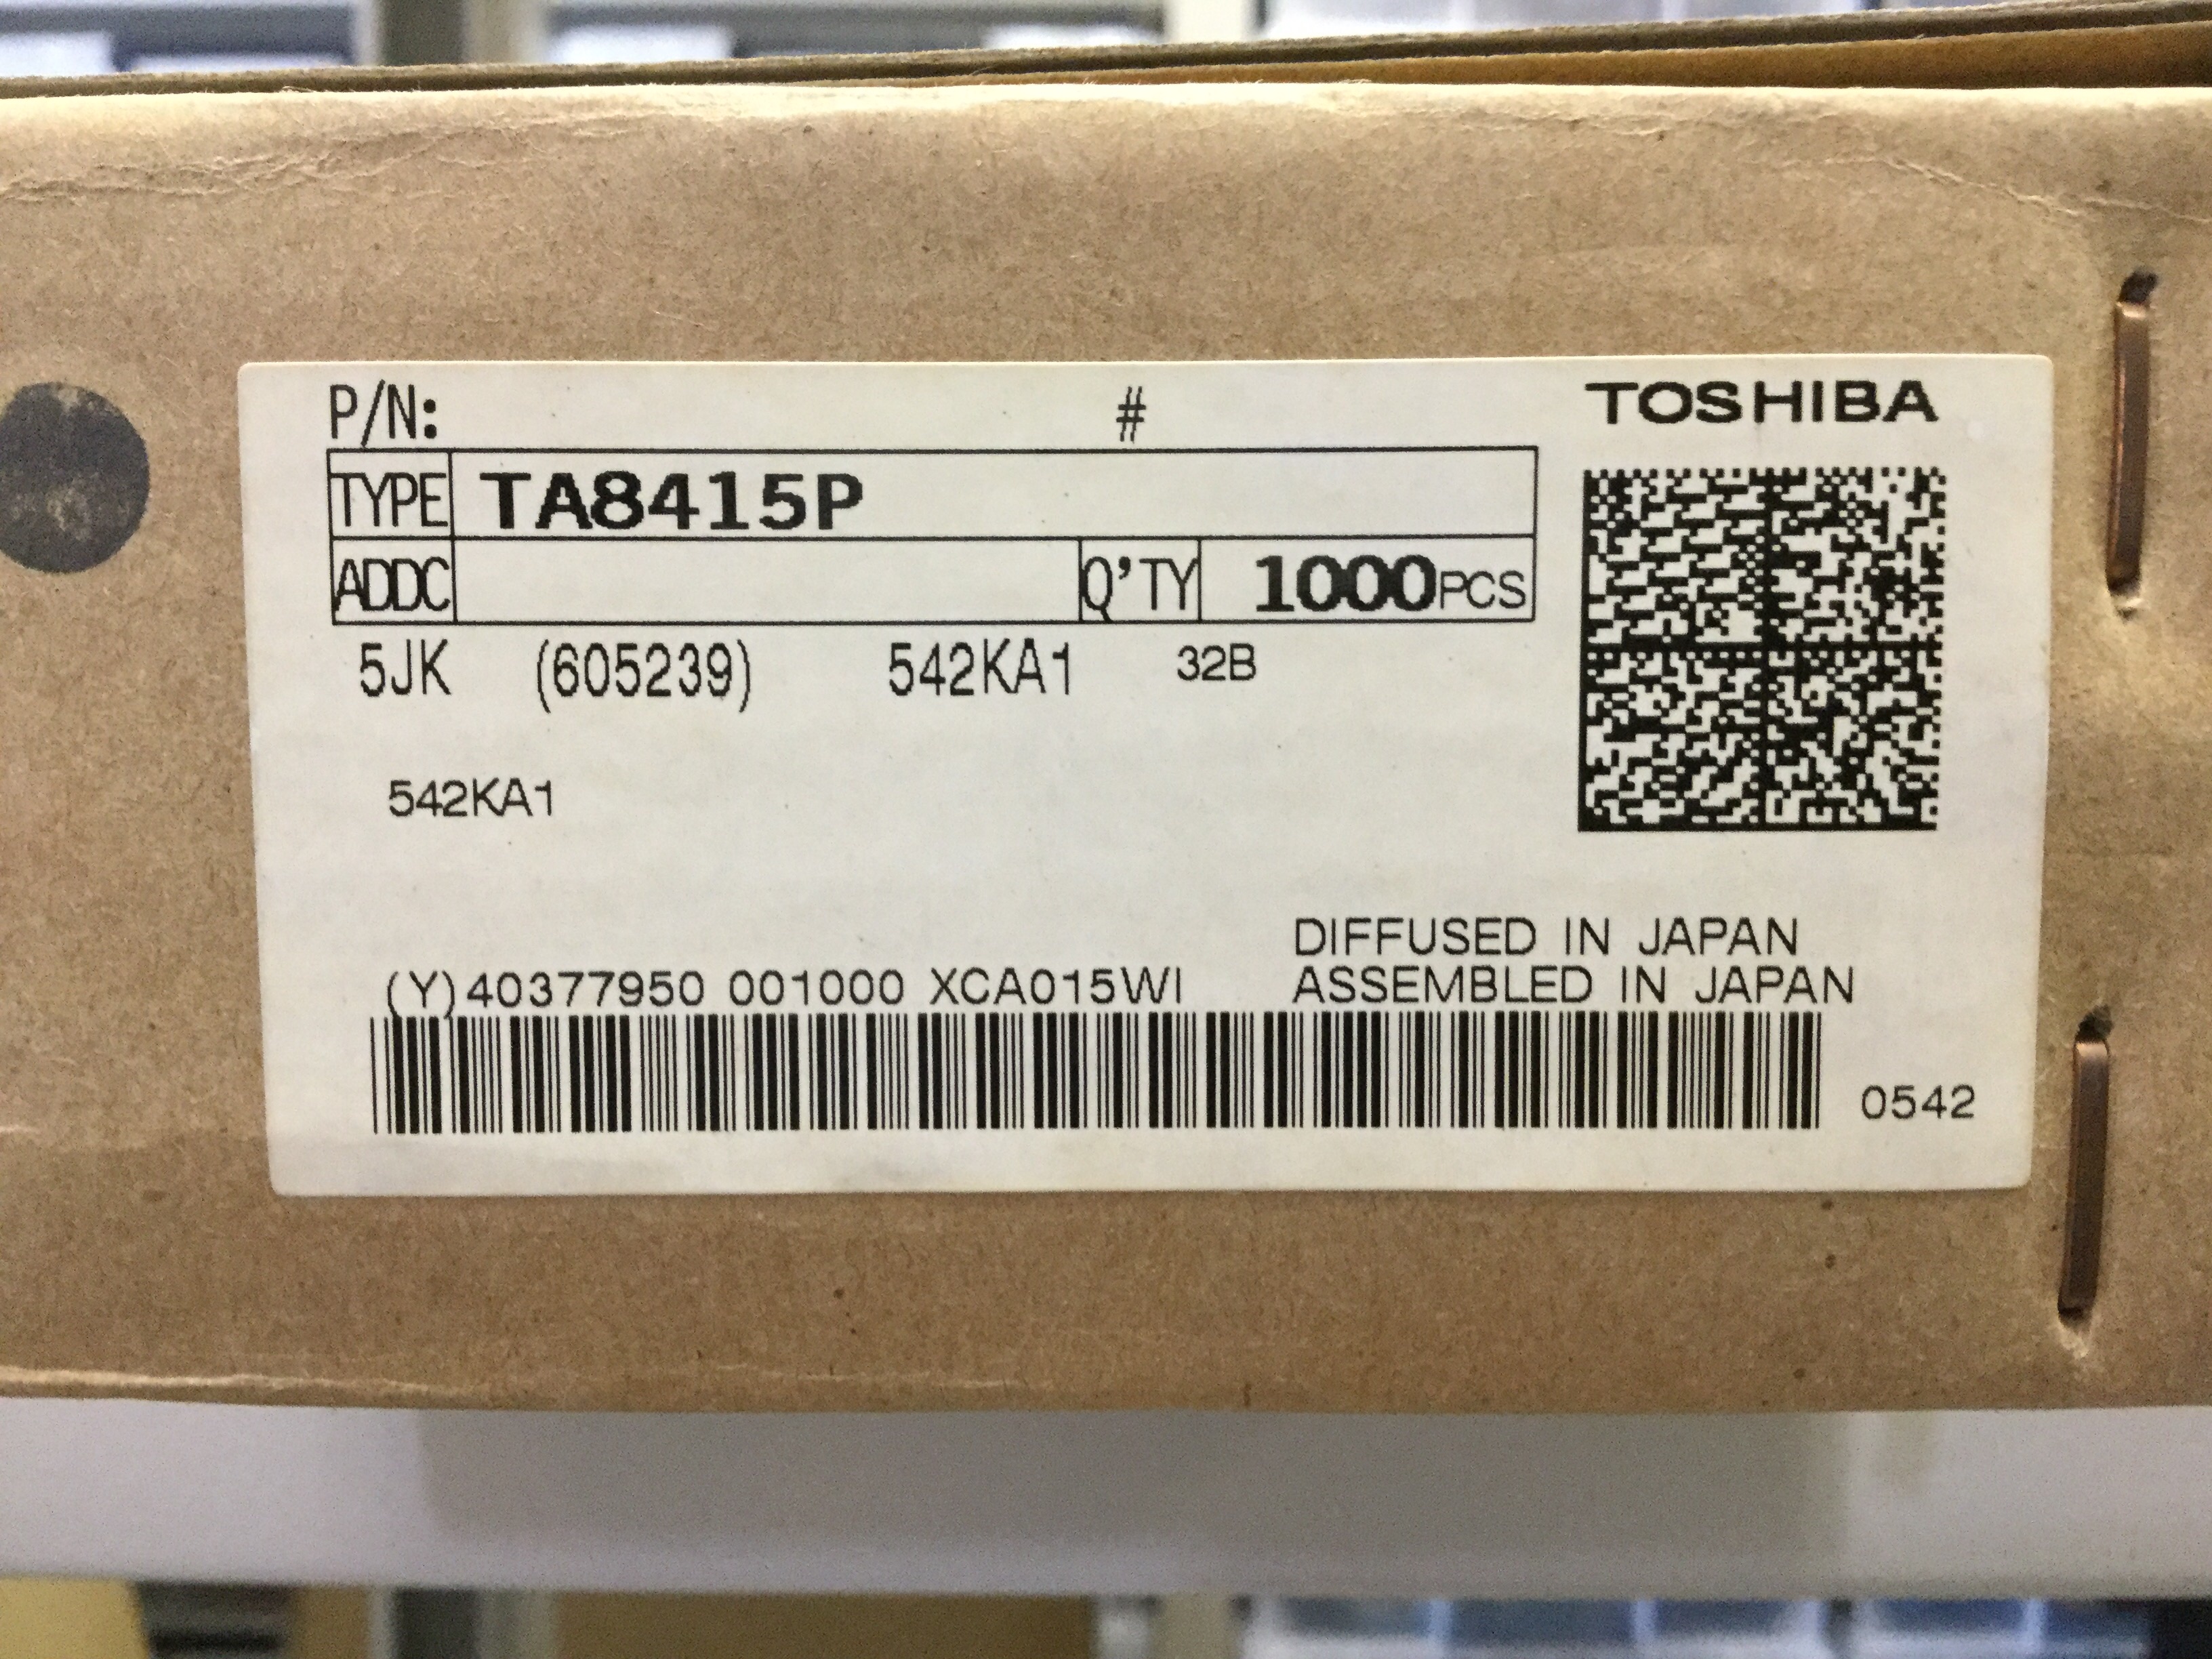 P/N: #
TOSHIBA
TYPE TA8415P
ADDC Q'TY 1000PCS
5JK (605239) 542KA1 32B
542KA1
DIFFUSED IN JAPAN
(Y)40377950 001000 XCA015WI ASSEMBLED IN JAPAN
0542